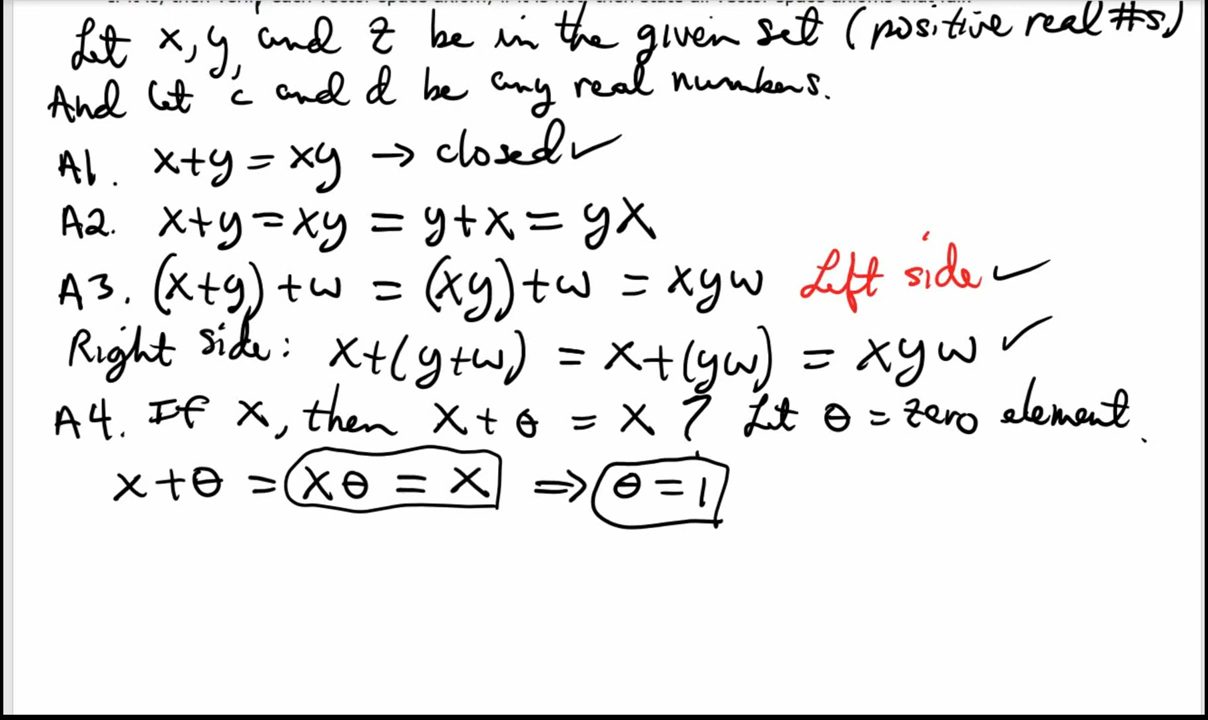 Let x, y, and z be in the given set (positive real #s)
And let c and d be any real numbers.
A1. x+y = xy → closed ✓
A2. x+y = xy = y+x = yx
A3. (x+y)+w = (xy)+w = xyw Left side ✓
Right side: x+(y+w) = x+(yw) = xyw ✓
A4. If x, then x+θ = x ? Let θ = zero element.
x+θ = xθ = x ⇒ θ = 1